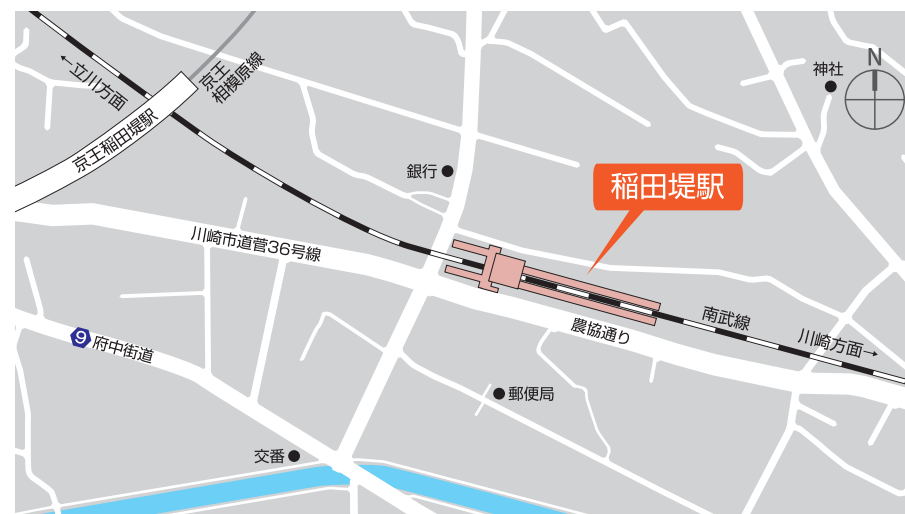 ←立川方面
京王
相模原線
京王稲田堤駅
神社
N
銀行
稲田堤駅
川崎市道菅36号線
南武線
川崎方面→
農協通り
9
府中街道
郵便局
交番